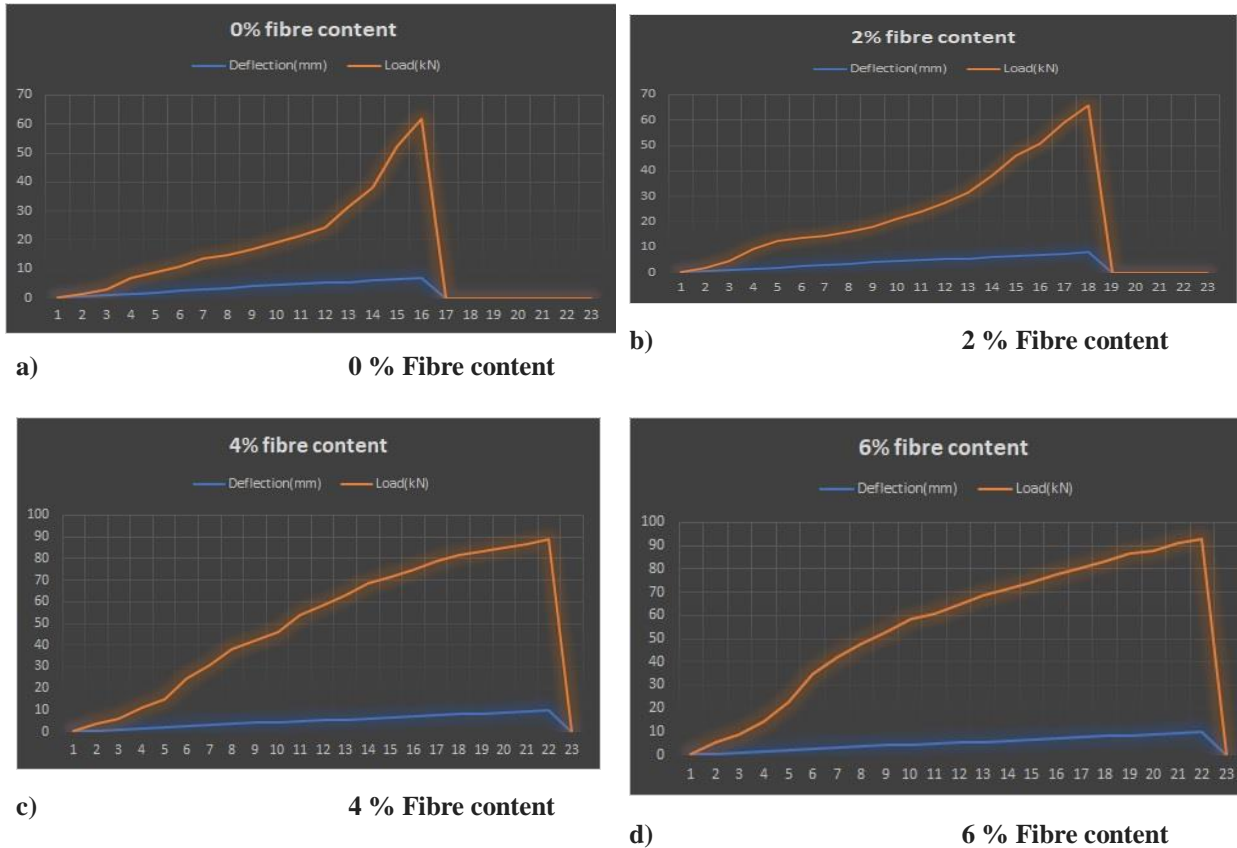 0% fibre content
Deflection(mm) Load(kN)
70
60
50
40
30
20
10
0
1 2 3 4 5 6 7 8 9 10 11 12 13 14 15 16 17 18 19 20 21 22 23
a) 0 % Fibre content
2% fibre content
Deflection(mm) Load(kN)
70
60
50
40
30
20
10
0
1 2 3 4 5 6 7 8 9 10 11 12 13 14 15 16 17 18 19 20 21 22 23
b) 2 % Fibre content
4% fibre content
Deflection(mm) Load(kN)
100
90
80
70
60
50
40
30
20
10
0
1 2 3 4 5 6 7 8 9 10 11 12 13 14 15 16 17 18 19 20 21 22 23
c) 4 % Fibre content
6% fibre content
Deflection(mm) Load(kN)
100
90
80
70
60
50
40
30
20
10
0
1 2 3 4 5 6 7 8 9 10 11 12 13 14 15 16 17 18 19 20 21 22 23
d) 6 % Fibre content